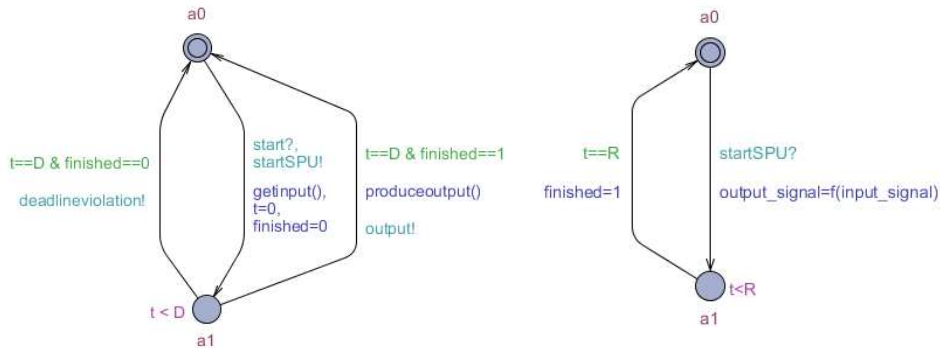 a0
t==D & finished==0
deadlineviolation!
start?,
startSPU!
getinput(),
t=0,
finished=0
t==D & finished==1
produceoutput()
output!
t < D
a1
a0
t==R
finished=1
startSPU?
output_signal=f(input_signal)
t<R
a1